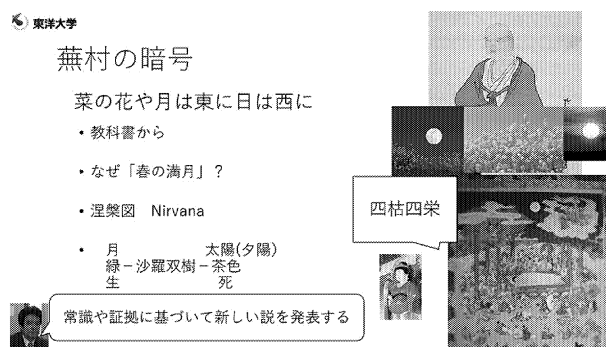 東洋大学
蕪村の暗号
菜の花や月は東に日は西に
• 教科書から
• なぜ「春の満月」？
• 涅槃図　Nirvana
• 月　太陽(夕陽)
緑－沙羅双樹－茶色
生　死
四枯四栄
常識や証拠に基づいて新しい説を発表する